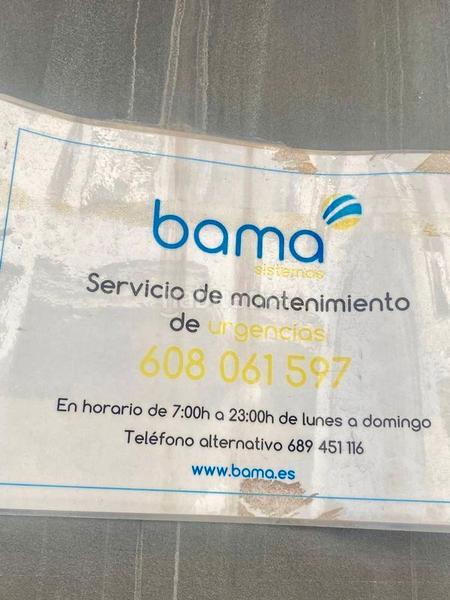 bama
sistemas
Servicio de mantenimiento
de urgencias
608 061 597
En horario de 7:00h a 23:00h de lunes a domingo
Teléfono alternativo 689 451 116
www.bama.es